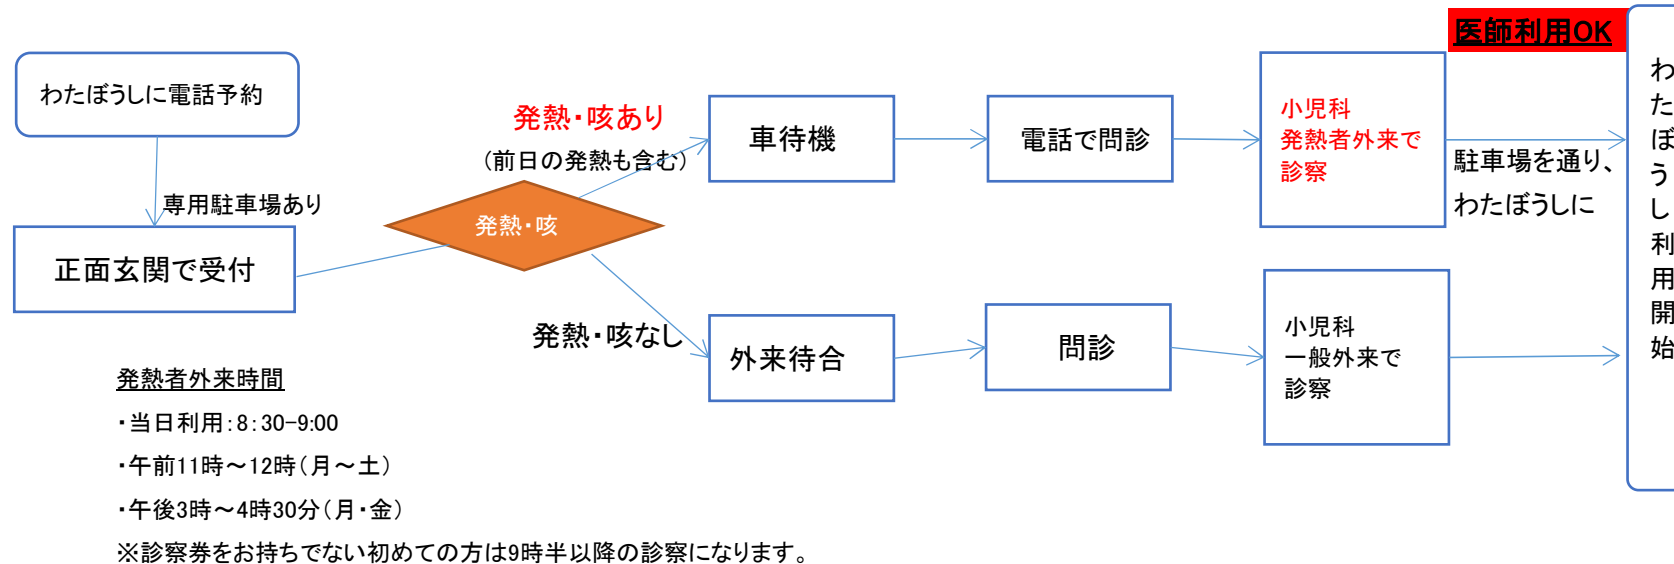 わたぼうしに電話予約
専用駐車場あり
正面玄関で受付
発熱・咳
発熱・咳あり
(前日の発熱も含む)
車待機
電話で問診
小児科
発熱者外来で
診察
医師利用OK
駐車場を通り、
わたぼうしに
わたぼうし利用開始
発熱・咳なし
外来待合
問診
小児科
一般外来で
診察
発熱者外来時間
・当日利用:8:30-9:00
・午前11時～12時(月～土)
・午後3時～4時30分(月・金)
※診察券をお持ちでない初めての方は9時半以降の診察になります。